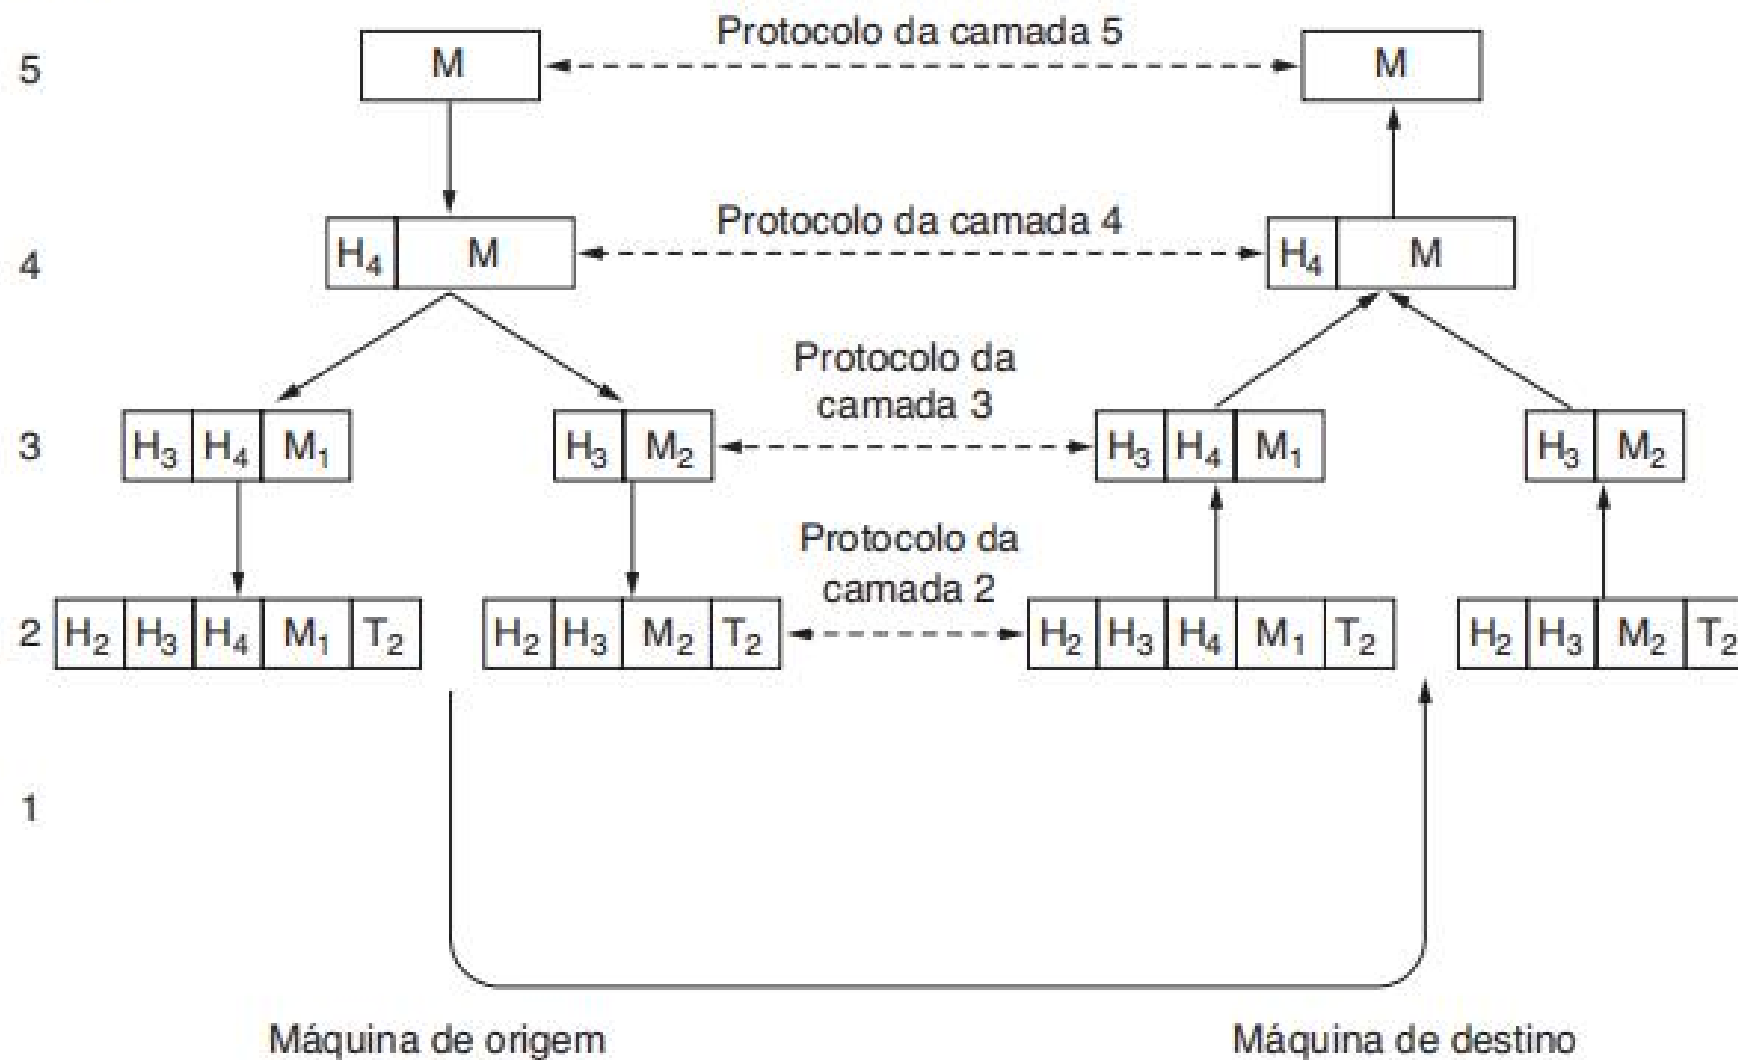 Protocolo da camada 5
5 M M
Protocolo da camada 4
4 H₄ M H₄ M
Protocolo da
camada 3
3 H₃ H₄ M₁ H₃ M₂ H₃ H₄ M₁ H₃ M₂
Protocolo da
camada 2
2 H₂ H₃ H₄ M₁ T₂ H₂ H₃ M₂ T₂ H₂ H₃ H₄ M₁ T₂ H₂ H₃ M₂ T₂
1
Máquina de origem Máquina de destino